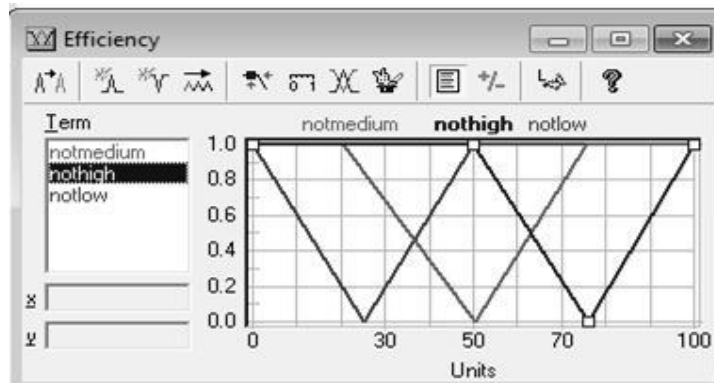 Efficiency
Term
notmedium
nothigh
notlow
x
y
notmedium nothigh notlow
1.0
0.8
0.6
0.4
0.2
0.0
0 30 50 70 100
Units